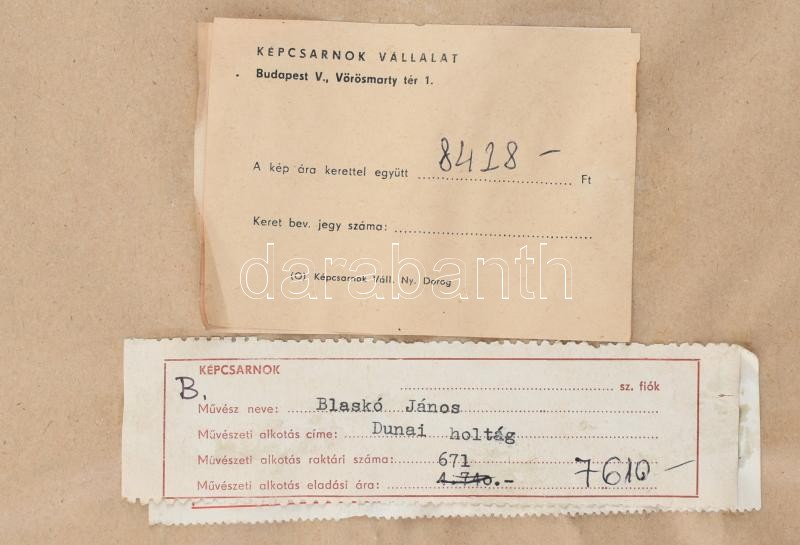 KÉPCSARNOK VÁLLALAT
Budapest V., Vörösmarty tér 1.
A kép ára kerettel együtt 8418 – Ft
Keret bev. jegy száma:
(O) Képcsarnok Váll. Ny. Dorog
darabanth
KÉPCSARNOK
B.
sz. fiók
Művész neve: Blaskó János
Művészeti alkotás címe: Dunai holtág
Művészeti alkotás raktári száma: 671
Művészeti alkotás eladási ára: 4.740.- 7610 –